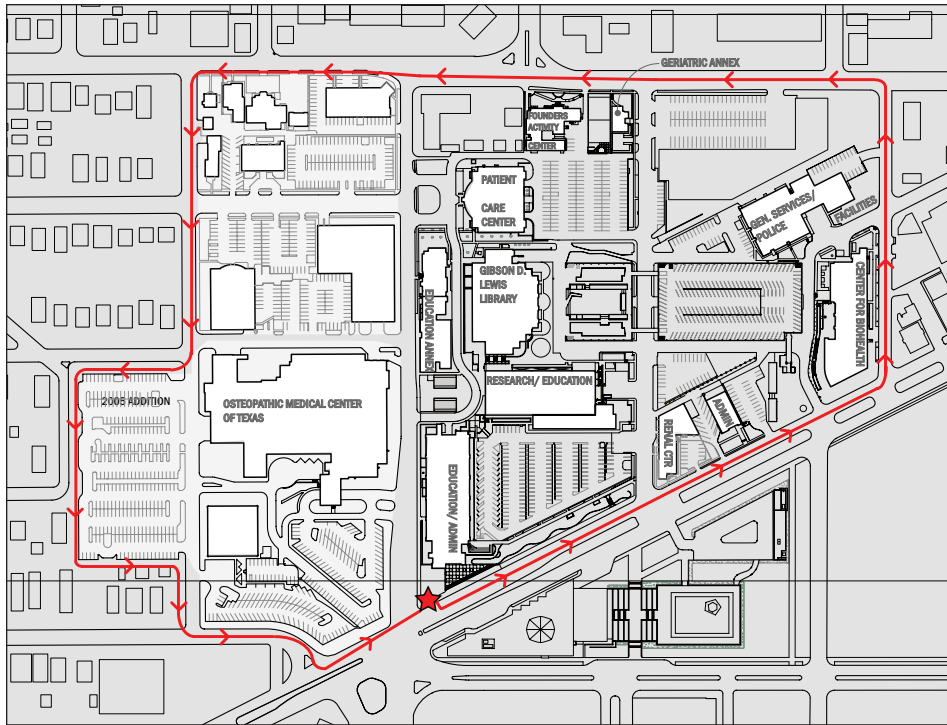 GERIATRIC ANNEX
FOUNDERS
ACTIVITY
CENTER
PATIENT
CARE
CENTER
GEN. SERVICES/
POLICE
FACILITIES
GIBSON D.
LEWIS
LIBRARY
EDUCATION ANNEX
CENTER FOR BIOHEALTH
RESEARCH/ EDUCATION
2005 ADDITION
OSTEOPATHIC MEDICAL CENTER
OF TEXAS
ADMIN
RENAL CTR
EDUCATION/ ADMIN